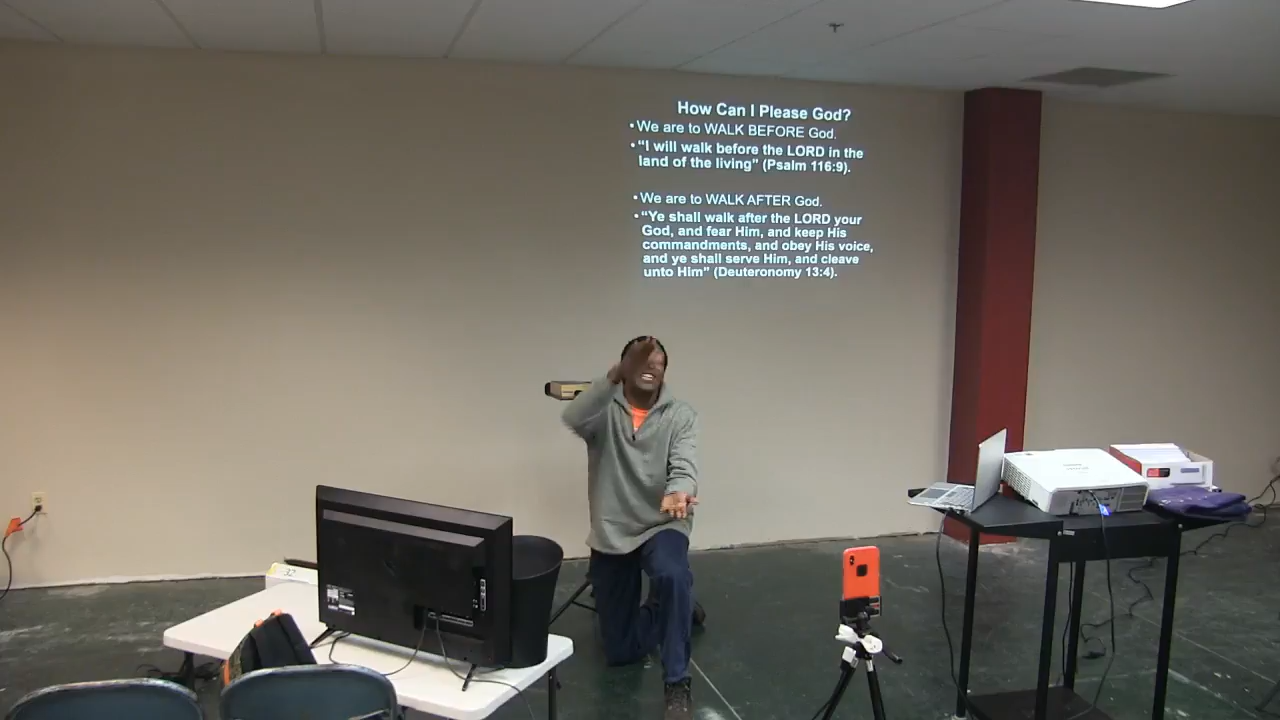 How Can I Please God?
•We are to WALK BEFORE God.
•“I will walk before the LORD in the
land of the living” (Psalm 116:9).
•We are to WALK AFTER God.
•“Ye shall walk after the LORD your
God, and fear Him, and keep His
commandments, and obey His voice,
and ye shall serve Him, and cleave
unto Him” (Deuteronomy 13:4).
32